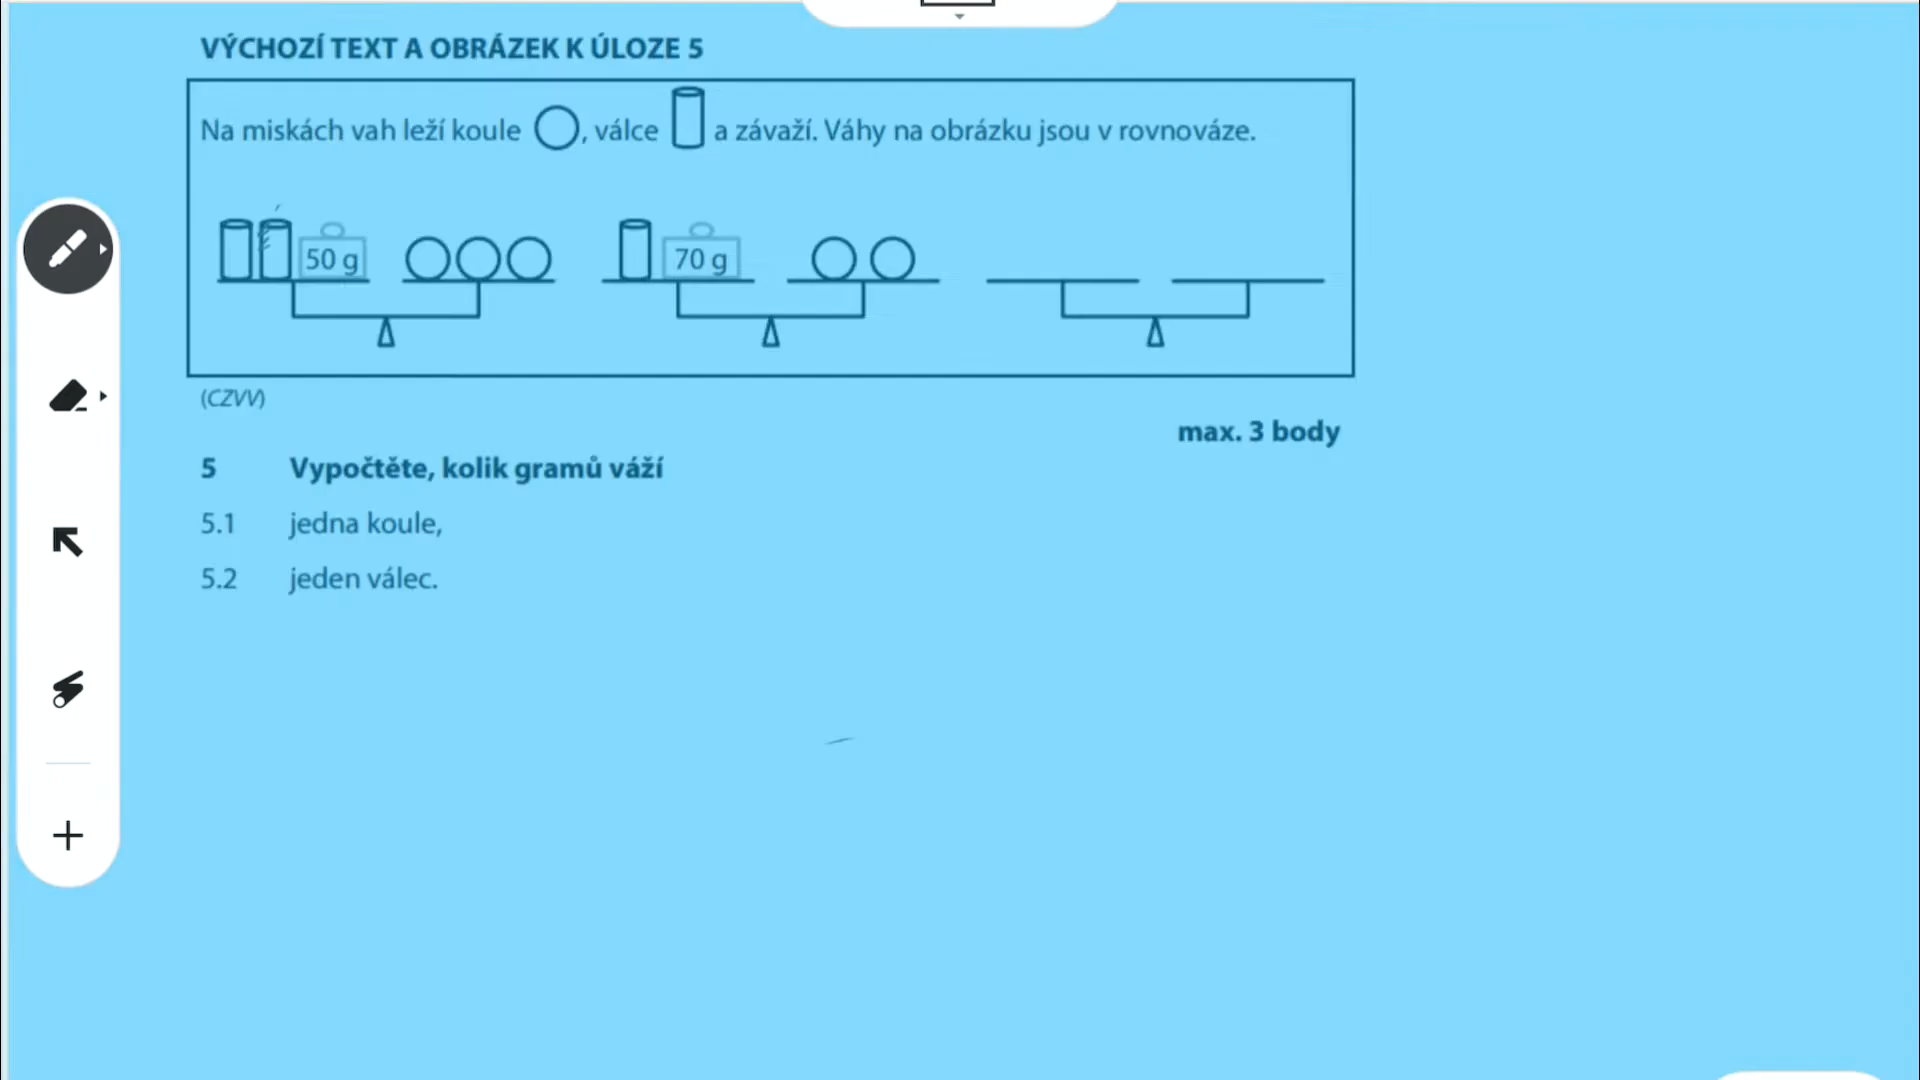 VÝCHOZÍ TEXT A OBRÁZEK K ÚLOZE 5
Na miskách vah leží koule , válce a závaží. Váhy na obrázku jsou v rovnováze.
50 g 70 g
(CZVV)
max. 3 body
5 Vypočtěte, kolik gramů váží
5.1 jedna koule,
5.2 jeden válec.